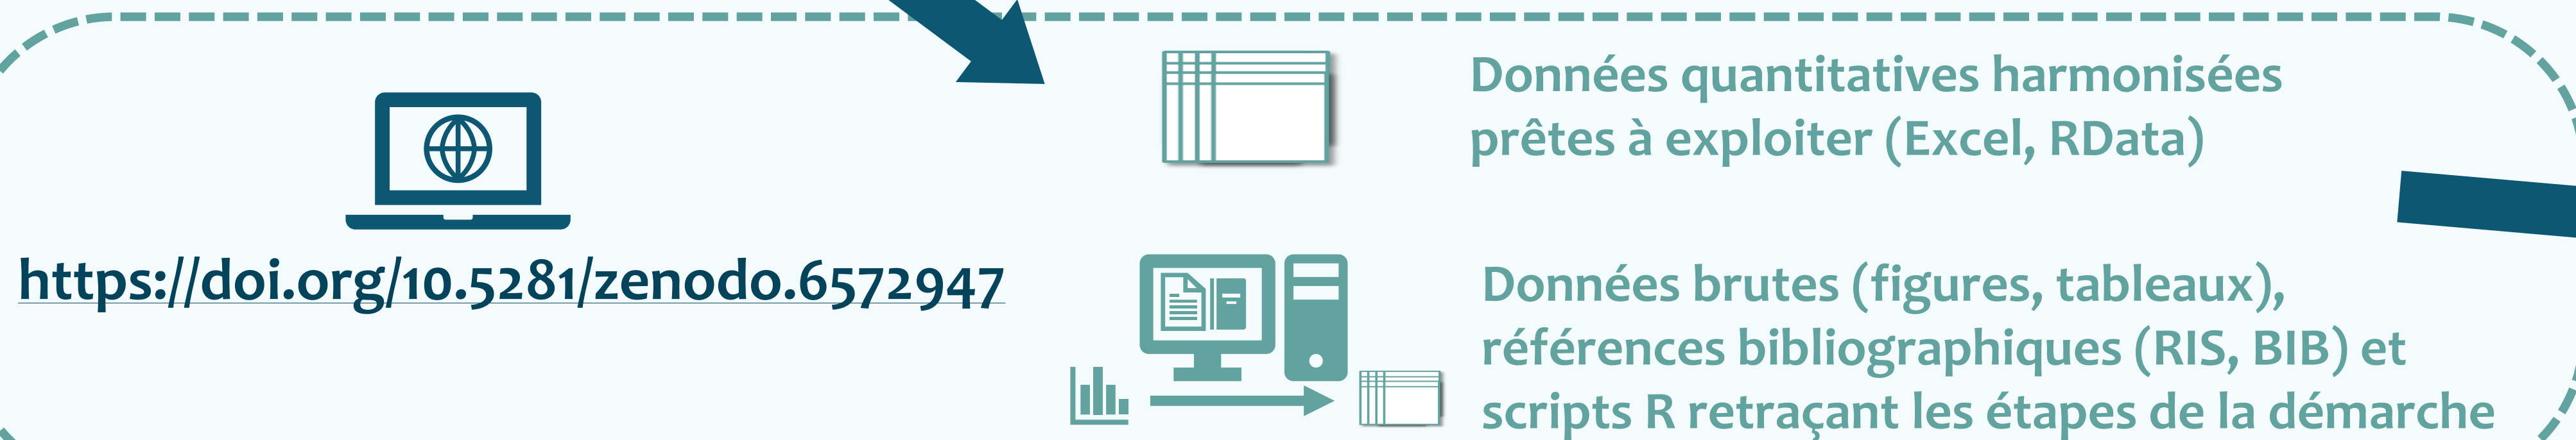 https://doi.org/10.5281/zenodo.6572947
Données quantitatives harmonisées
prêtes à exploiter (Excel, RData)
Données brutes (figures, tableaux),
références bibliographiques (RIS, BIB) et
scripts R retraçant les étapes de la démarche